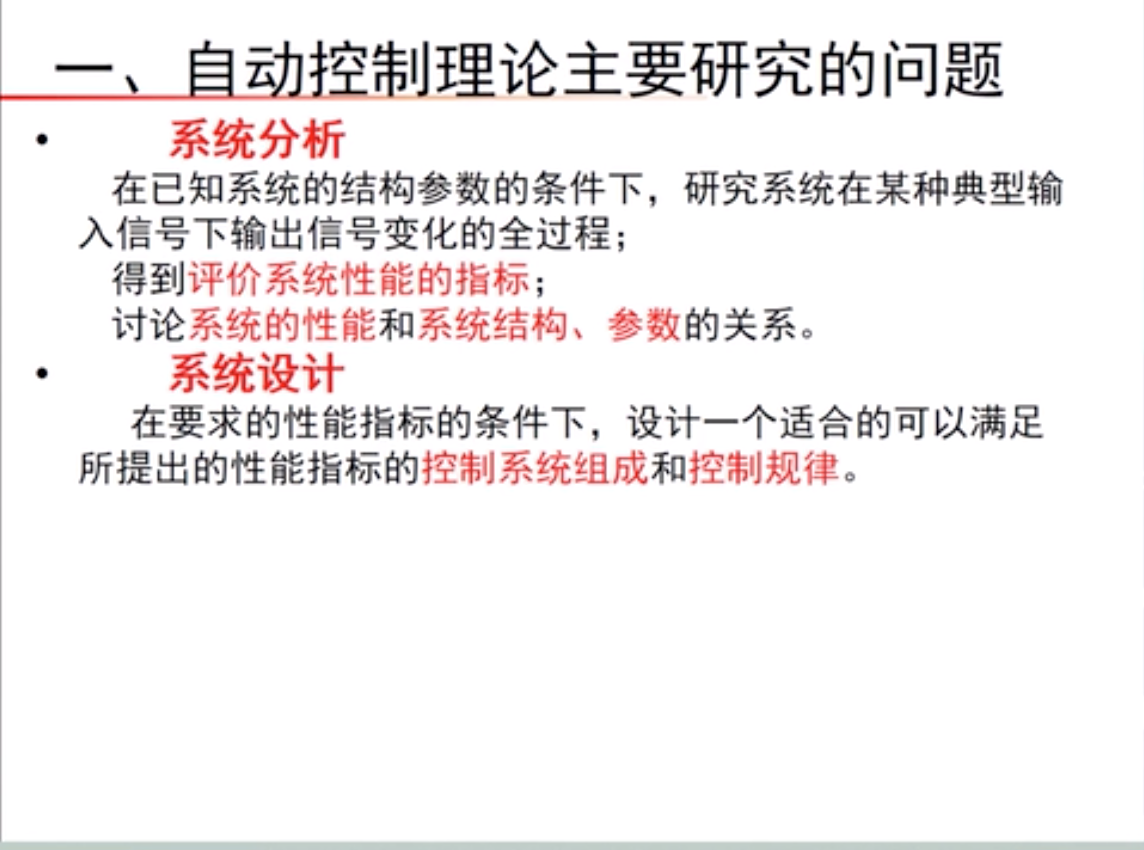 一、自动控制理论主要研究的问题
• 系统分析
在已知系统的结构参数的条件下，研究系统在某种典型输
入信号下输出信号变化的全过程；
得到评价系统性能的指标；
讨论系统的性能和系统结构、参数的关系。
• 系统设计
在要求的性能指标的条件下，设计一个适合的可以满足
所提出的性能指标的控制系统组成和控制规律。